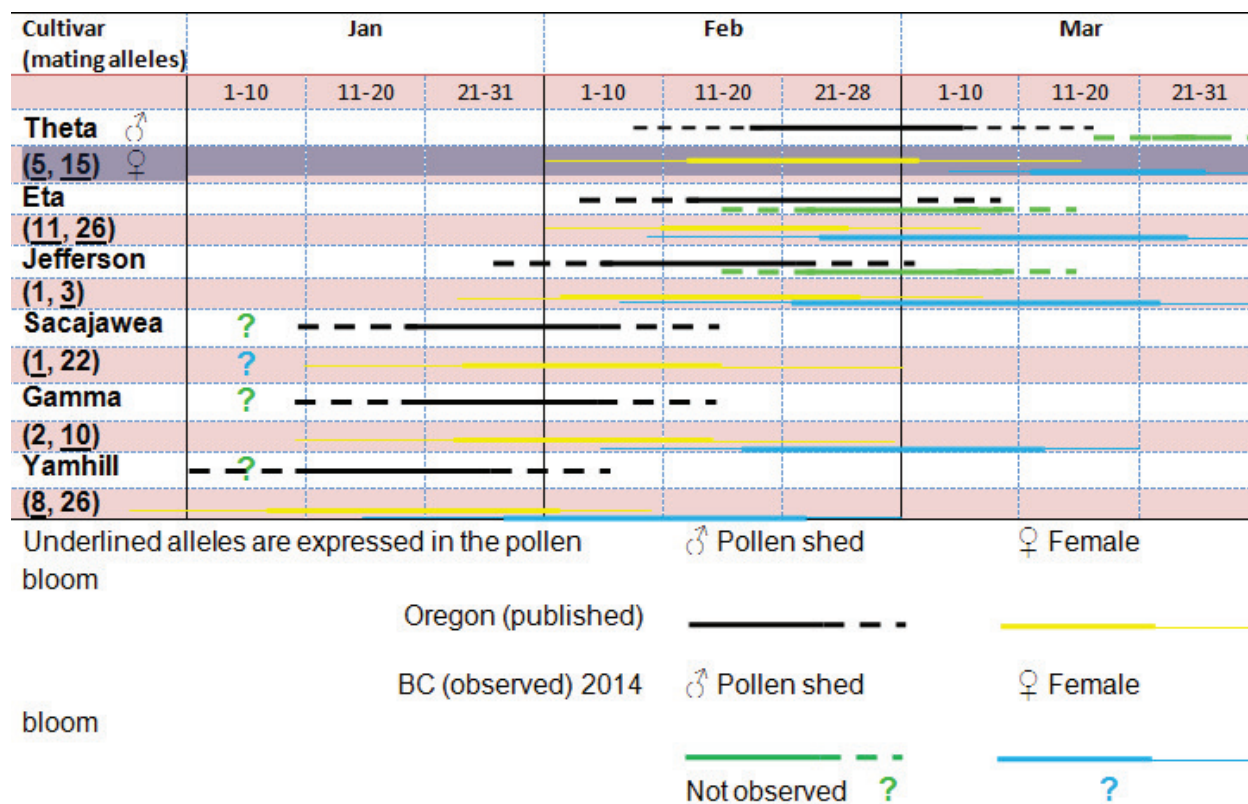 Cultivar Jan Feb Mar
(mating alleles)
1-10 11-20 21-31 1-10 11-20 21-28 1-10 11-20 21-31
Theta ♂
(5, 15) ♀
Eta
(11, 26)
Jefferson
(1, 3)
Sacajawea ?
(1, 22) ?
Gamma ?
(2, 10)
Yamhill ?
(8, 26)
Underlined alleles are expressed in the pollen ♂ Pollen shed ♀ Female
bloom
Oregon (published)
BC (observed) 2014 ♂ Pollen shed ♀ Female
bloom
Not observed ? ?